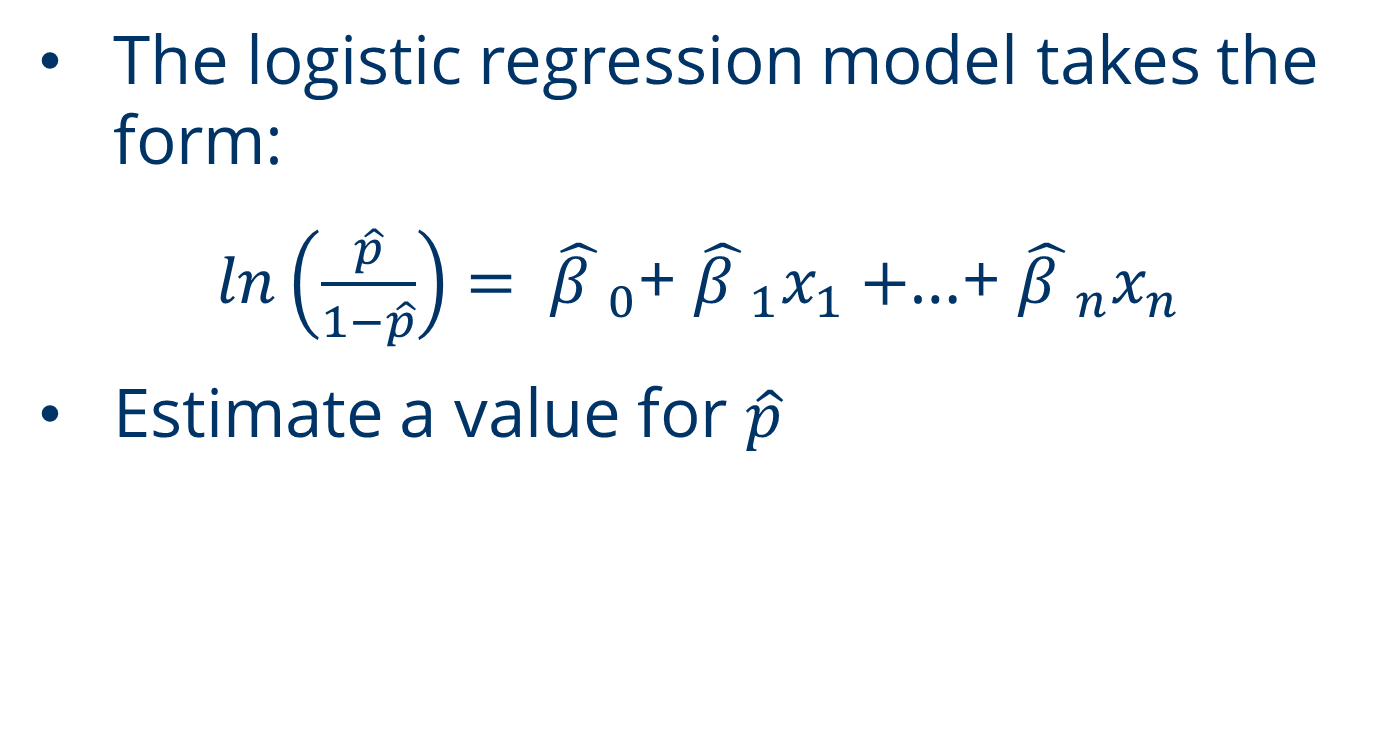 • The logistic regression model takes the
form:
ln(p̂/(1−p̂)) = β̂₀+ β̂₁x₁ +...+ β̂ₙxₙ
• Estimate a value for p̂